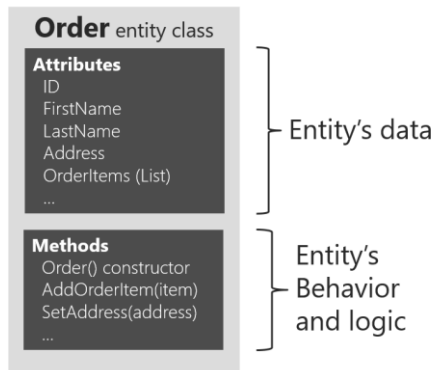 Order entity class
Attributes
ID
FirstName
LastName
Address
OrderItems (List)
...
Entity's data
Methods
Order() constructor
AddOrderItem(item)
SetAddress(address)
...
Entity's
Behavior
and logic